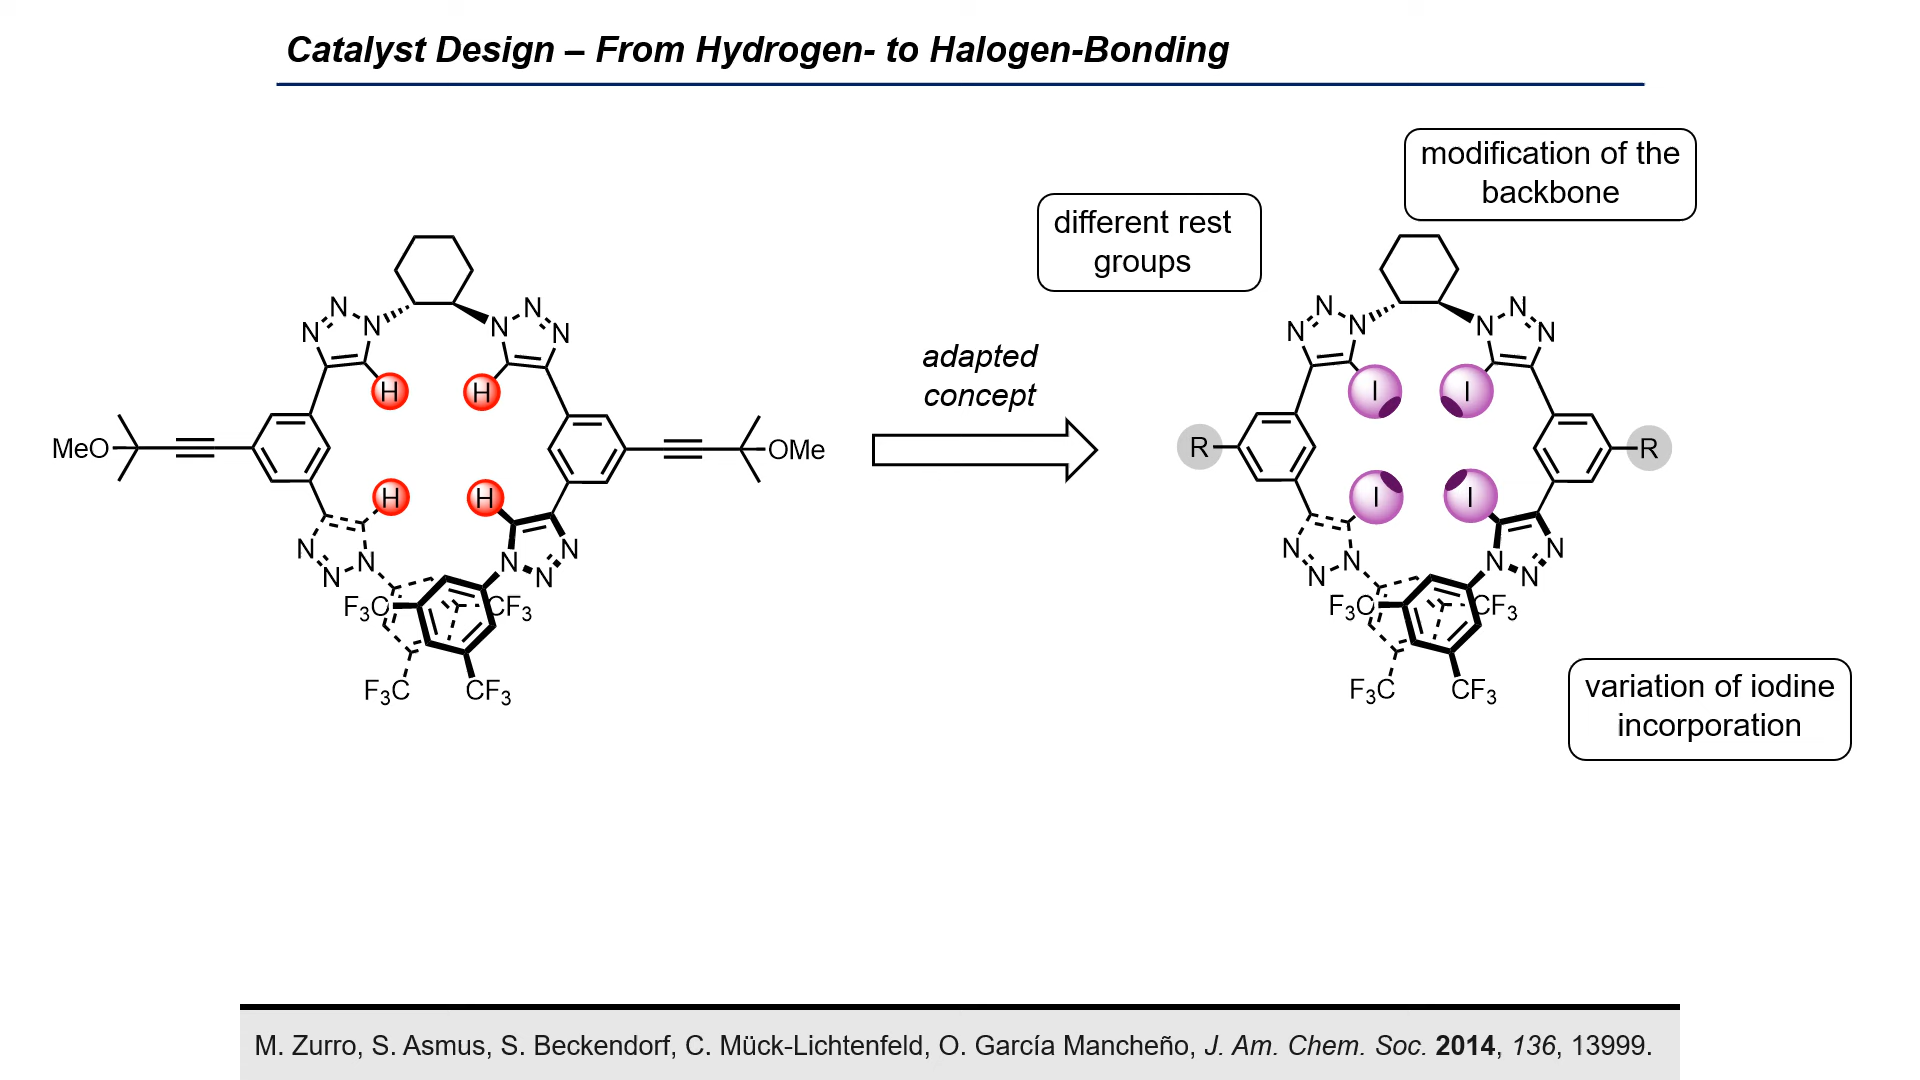 Catalyst Design – From Hydrogen- to Halogen-Bonding
modification of the
backbone
different rest
groups
N N N N N N
H H
MeO OMe
H H
N N N N N N
F₃C CF₃
F₃C CF₃
adapted
concept
N N N N N N
I I
R R
I I
N N N N N N
F₃C CF₃
F₃C CF₃
variation of iodine
incorporation
M. Zurro, S. Asmus, S. Beckendorf, C. Mück-Lichtenfeld, O. García Mancheño, J. Am. Chem. Soc. 2014, 136, 13999.